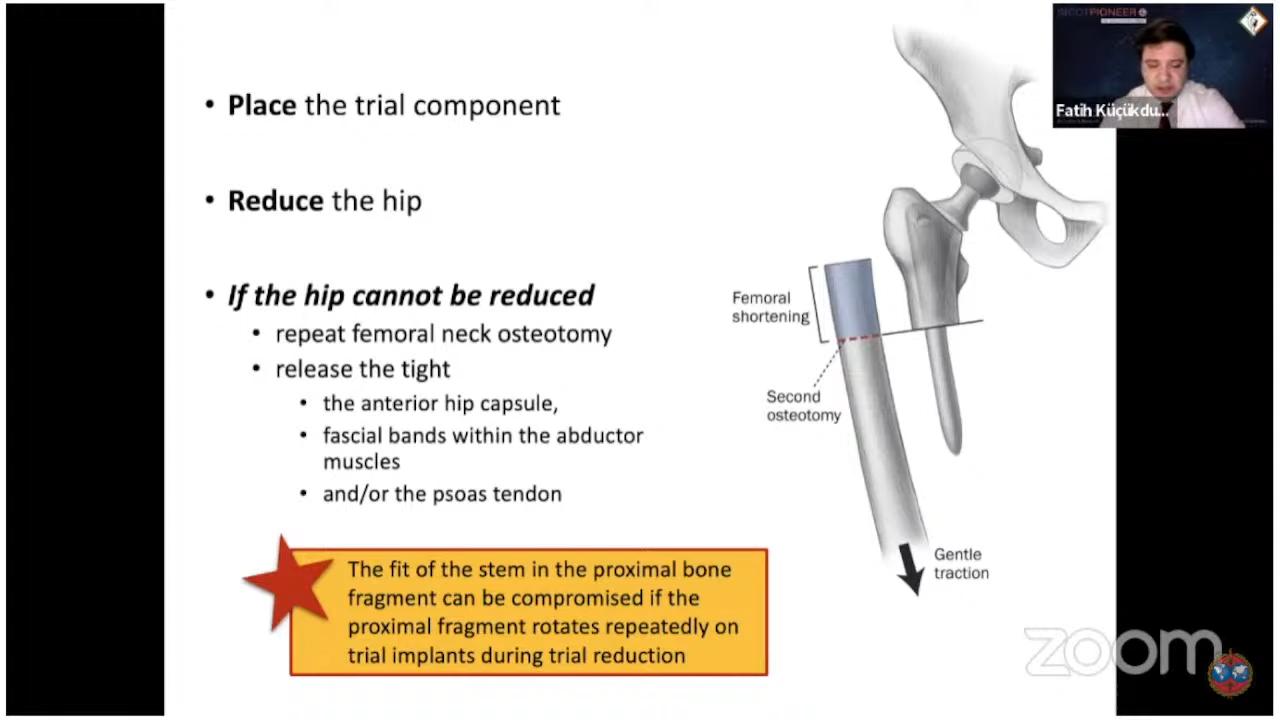 SICOTPIONEER
Fatih Küçükdu...
• Place the trial component
• Reduce the hip
• If the hip cannot be reduced
• repeat femoral neck osteotomy
• release the tight
• the anterior hip capsule,
• fascial bands within the abductor
muscles
• and/or the psoas tendon
The fit of the stem in the proximal bone
fragment can be compromised if the
proximal fragment rotates repeatedly on
trial implants during trial reduction
Femoral
shortening
Second
osteotomy
Gentle
traction
zoom